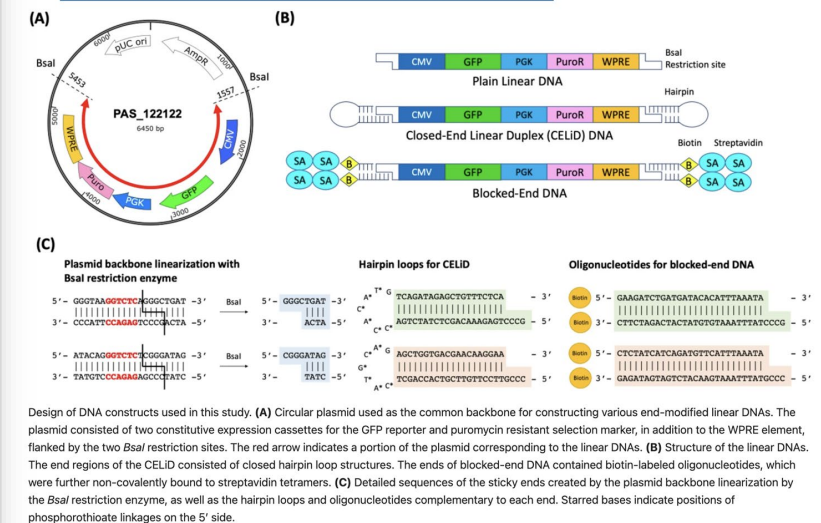 (A)
6000
pUC ori
AmpR
1000
BsaI
5453
BsaI
1557
PAS_122122
6450 bp
5000
WPRE
CMV
2000
Puro
4000
PGK
GFP
3000
(B)
CMV GFP PGK PuroR WPRE
BsaI
Restriction site
Plain Linear DNA
Hairpin
CMV GFP PGK PuroR WPRE
Closed-End Linear Duplex (CELiD) DNA
Biotin Streptavidin
SA SA B SA SA B CMV GFP PGK PuroR WPRE B SA SA B SA SA
Blocked-End DNA
(C)
Plasmid backbone linearization with
BsaI restriction enzyme
5′- GGGTAAGGTCTCAGGGCTGAT -3′
3′- CCCATTCCAGAGTCCCGACTA -5′
BsaI
5′- GGGCTGAT -3′
3′- ACTA -5′
5′- ATACAGGGTCTCTCGGGATAG -3′
3′- TATGTCCCAGAGAGCCCTATC -5′
BsaI
5′- CGGGATAG -3′
3′- TATC -5′
Hairpin loops for CELiD
A* T* G TCAGATAGAGCTGTTTCTCA - 3′
C*
A* C* C* AGTCTATCTCGACAAAGAGTCCCG - 5′
C* A* G AGCTGGTGACGAACAAGGAA - 3′
G*
T* A* C* TCGACCACTGCTTGTTCCTTGCCC - 5′
Oligonucleotides for blocked-end DNA
Biotin 5′- GAAGATCTGATGATACACATTTAAATA - 3′
Biotin 3′- CTTCTAGACTACTATGTGTAAATTTATCCCG - 5′
Biotin 5′- CTCTATCATCAGATGTTCATTTAAATA - 3′
Biotin 3′- GAGATAGTAGTCTACAAGTAAATTTATGCCC - 5′
Design of DNA constructs used in this study. (A) Circular plasmid used as the common backbone for constructing various end-modified linear DNAs. The
plasmid consisted of two constitutive expression cassettes for the GFP reporter and puromycin resistant selection marker, in addition to the WPRE element,
flanked by the two BsaI restriction sites. The red arrow indicates a portion of the plasmid corresponding to the linear DNAs. (B) Structure of the linear DNAs.
The end regions of the CELiD consisted of closed hairpin loop structures. The ends of blocked-end DNA contained biotin-labeled oligonucleotides, which
were further non-covalently bound to streptavidin tetramers. (C) Detailed sequences of the sticky ends created by the plasmid backbone linearization by
the BsaI restriction enzyme, as well as the hairpin loops and oligonucleotides complementary to each end. Starred bases indicate positions of
phosphorothioate linkages on the 5′ side.